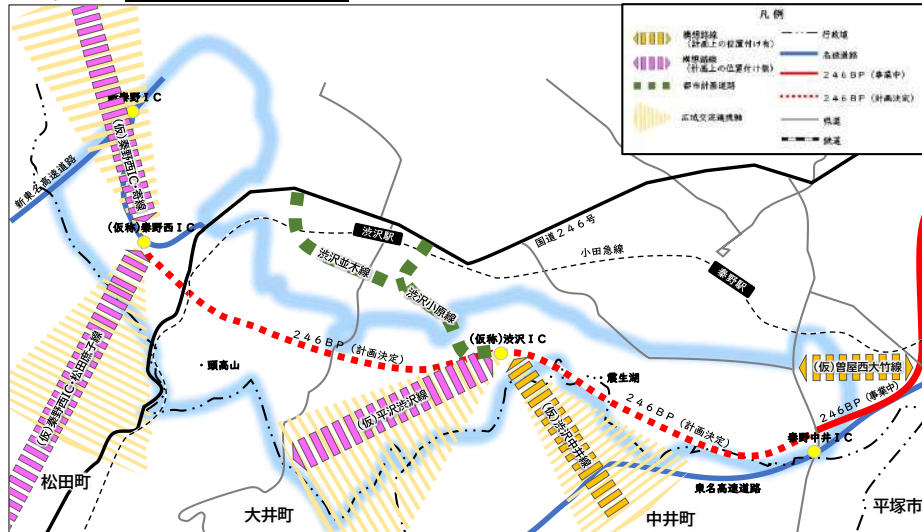 凡例
構想路線
(計画上の位置付け有)
構想路線
(計画上の位置付け無)
都市計画道路
広域交流連携軸
行政境
高速道路
246BP(事業中)
246BP(計画決定)
県道
鉄道
秦野IC
新東名高速道路
(仮)秦野西IC・寄線
(仮称)秦野西IC
渋沢駅
国道246号
小田急線
渋沢並木線
渋沢小原線
秦野駅
246BP(計画決定)
(仮称)渋沢IC
頭高山
震生湖
(仮)曽屋西大竹線
(仮)秦野西IC・松田庶子線
(仮)平沢渋沢線
(仮)渋沢中井線
246BP(計画決定)
246BP(事業中)
秦野中井IC
東名高速道路
松田町
大井町
中井町
平塚市